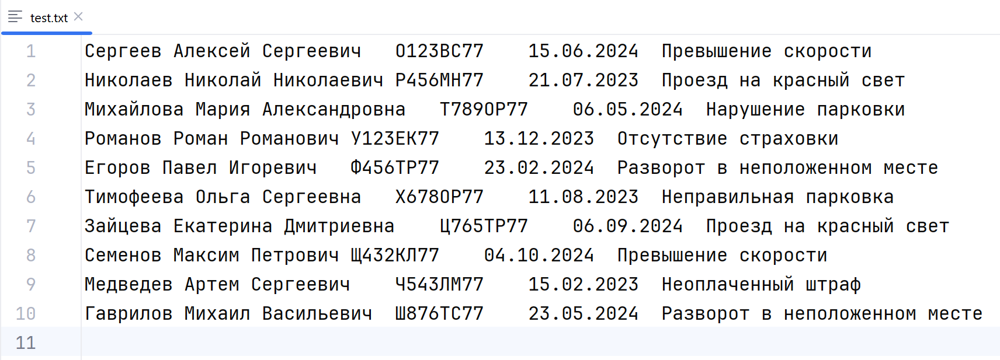 test.txt
1 Сергеев Алексей Сергеевич О123ВС77 15.06.2024 Превышение скорости
2 Николаев Николай Николаевич Р456МН77 21.07.2023 Проезд на красный свет
3 Михайлова Мария Александровна Т789ОР77 06.05.2024 Нарушение парковки
4 Романов Роман Романович У123ЕК77 13.12.2023 Отсутствие страховки
5 Егоров Павел Игоревич Ф456ТР77 23.02.2024 Разворот в неположенном месте
6 Тимофеева Ольга Сергеевна Х678ОР77 11.08.2023 Неправильная парковка
7 Зайцева Екатерина Дмитриевна Ц765ТР77 06.09.2024 Проезд на красный свет
8 Семенов Максим Петрович Щ432КЛ77 04.10.2024 Превышение скорости
9 Медведев Артем Сергеевич Ч543ЛМ77 15.02.2023 Неоплаченный штраф
10 Гаврилов Михаил Васильевич Ш876ТС77 23.05.2024 Разворот в неположенном месте
11